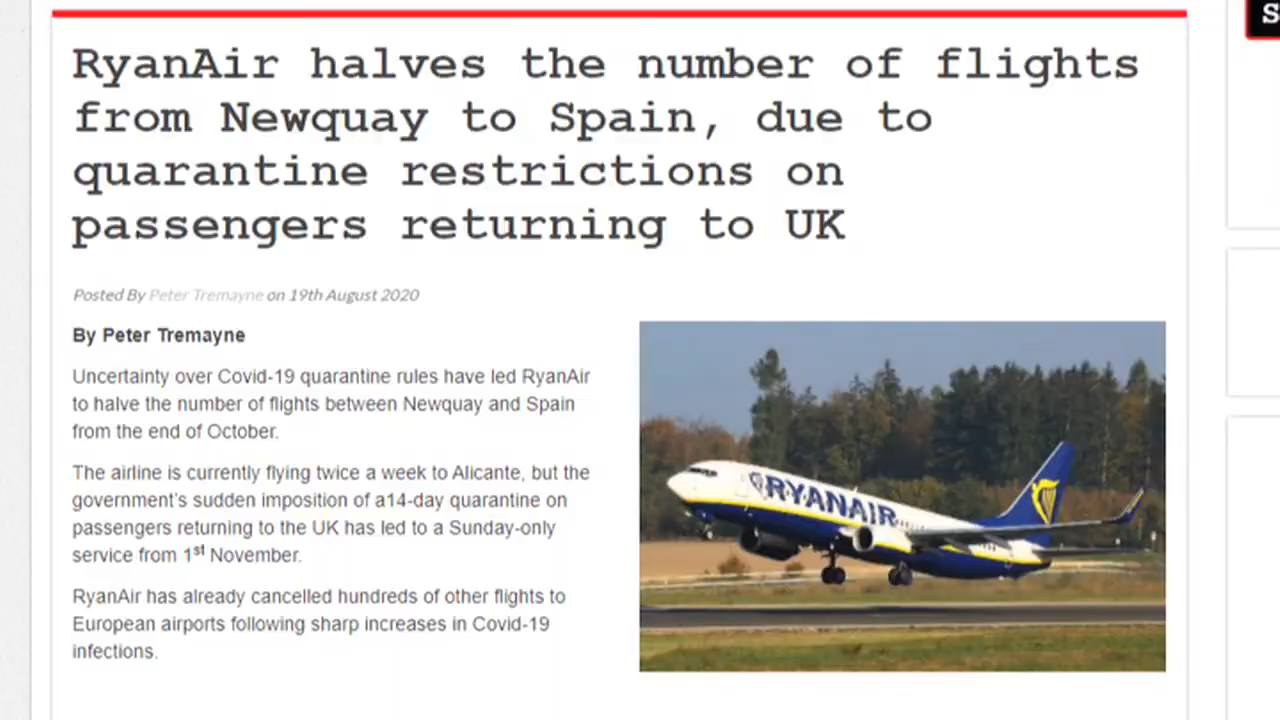 S
RyanAir halves the number of flights
from Newquay to Spain, due to
quarantine restrictions on
passengers returning to UK
Posted By Peter Tremayne on 19th August 2020
By Peter Tremayne
Uncertainty over Covid-19 quarantine rules have led RyanAir
to halve the number of flights between Newquay and Spain
from the end of October.
The airline is currently flying twice a week to Alicante, but the
government's sudden imposition of a14-day quarantine on
passengers returning to the UK has led to a Sunday-only
service from 1st November.
RyanAir has already cancelled hundreds of other flights to
European airports following sharp increases in Covid-19
infections.
RYANAIR